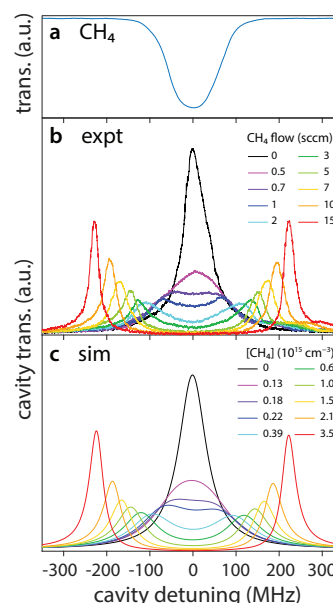 a CH₄
trans. (a.u.)
b expt
CH₄ flow (sccm)
0 3
0.5 5
0.7 7
1 10
2 15
cavity trans. (a.u.)
c sim
[CH₄] (10¹⁵ cm⁻³)
0 0.6
0.13 1.0
0.18 1.5
0.22 2.1
0.39 3.5
−300 −200 −100 0 100 200 300
cavity detuning (MHz)